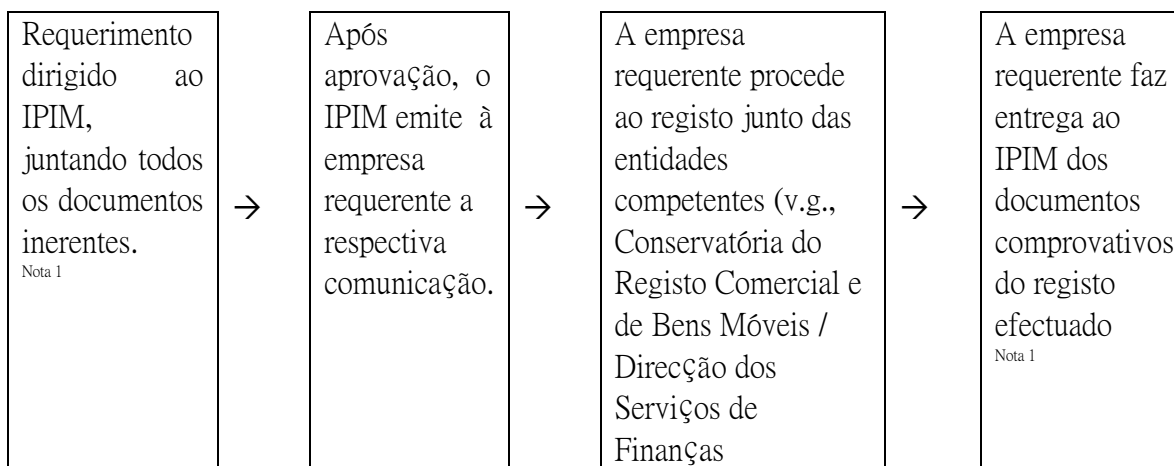 Requerimento
dirigido ao
IPIM,
juntando todos
os documentos
inerentes.
Nota 1
→
Após
aprovação, o
IPIM emite à
empresa
requerente a
respectiva
comunicação.
→
A empresa
requerente procede
ao registo junto das
entidades
competentes (v.g.,
Conservatória do
Registo Comercial e
de Bens Móveis /
Direcção dos
Serviços de
Finanças
→
A empresa
requerente faz
entrega ao
IPIM dos
documentos
comprovativos
do registo
efectuado
Nota 1